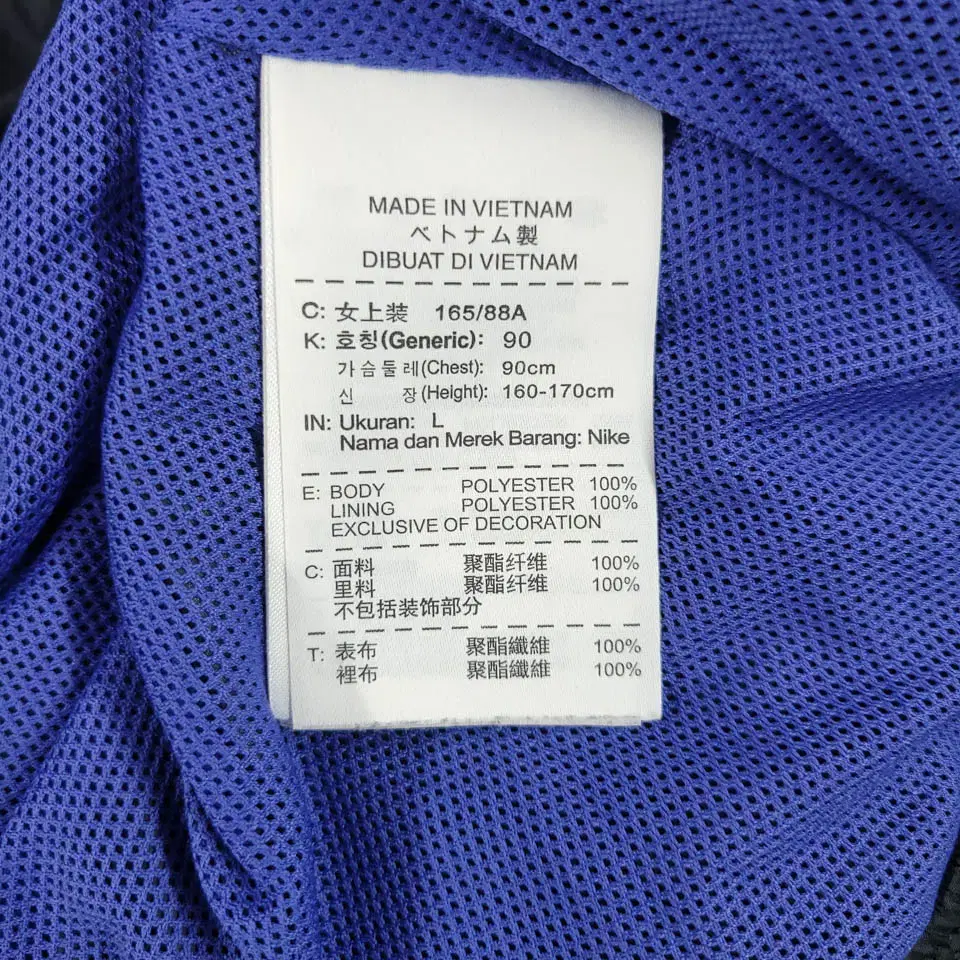 MADE IN VIETNAM
ベトナム製
DIBUAT DI VIETNAM
C: 女上装 165/88A
K: 호칭(Generic): 90
가슴둘레(Chest): 90cm
신 장(Height): 160-170cm
IN: Ukuran: L
Nama dan Merek Barang: Nike
E: BODY POLYESTER 100%
LINING POLYESTER 100%
EXCLUSIVE OF DECORATION
C: 面料 聚酯纤维 100%
里料 聚酯纤维 100%
不包括装饰部分
T: 表布 聚酯纖維 100%
裡布 聚酯纖維 100%